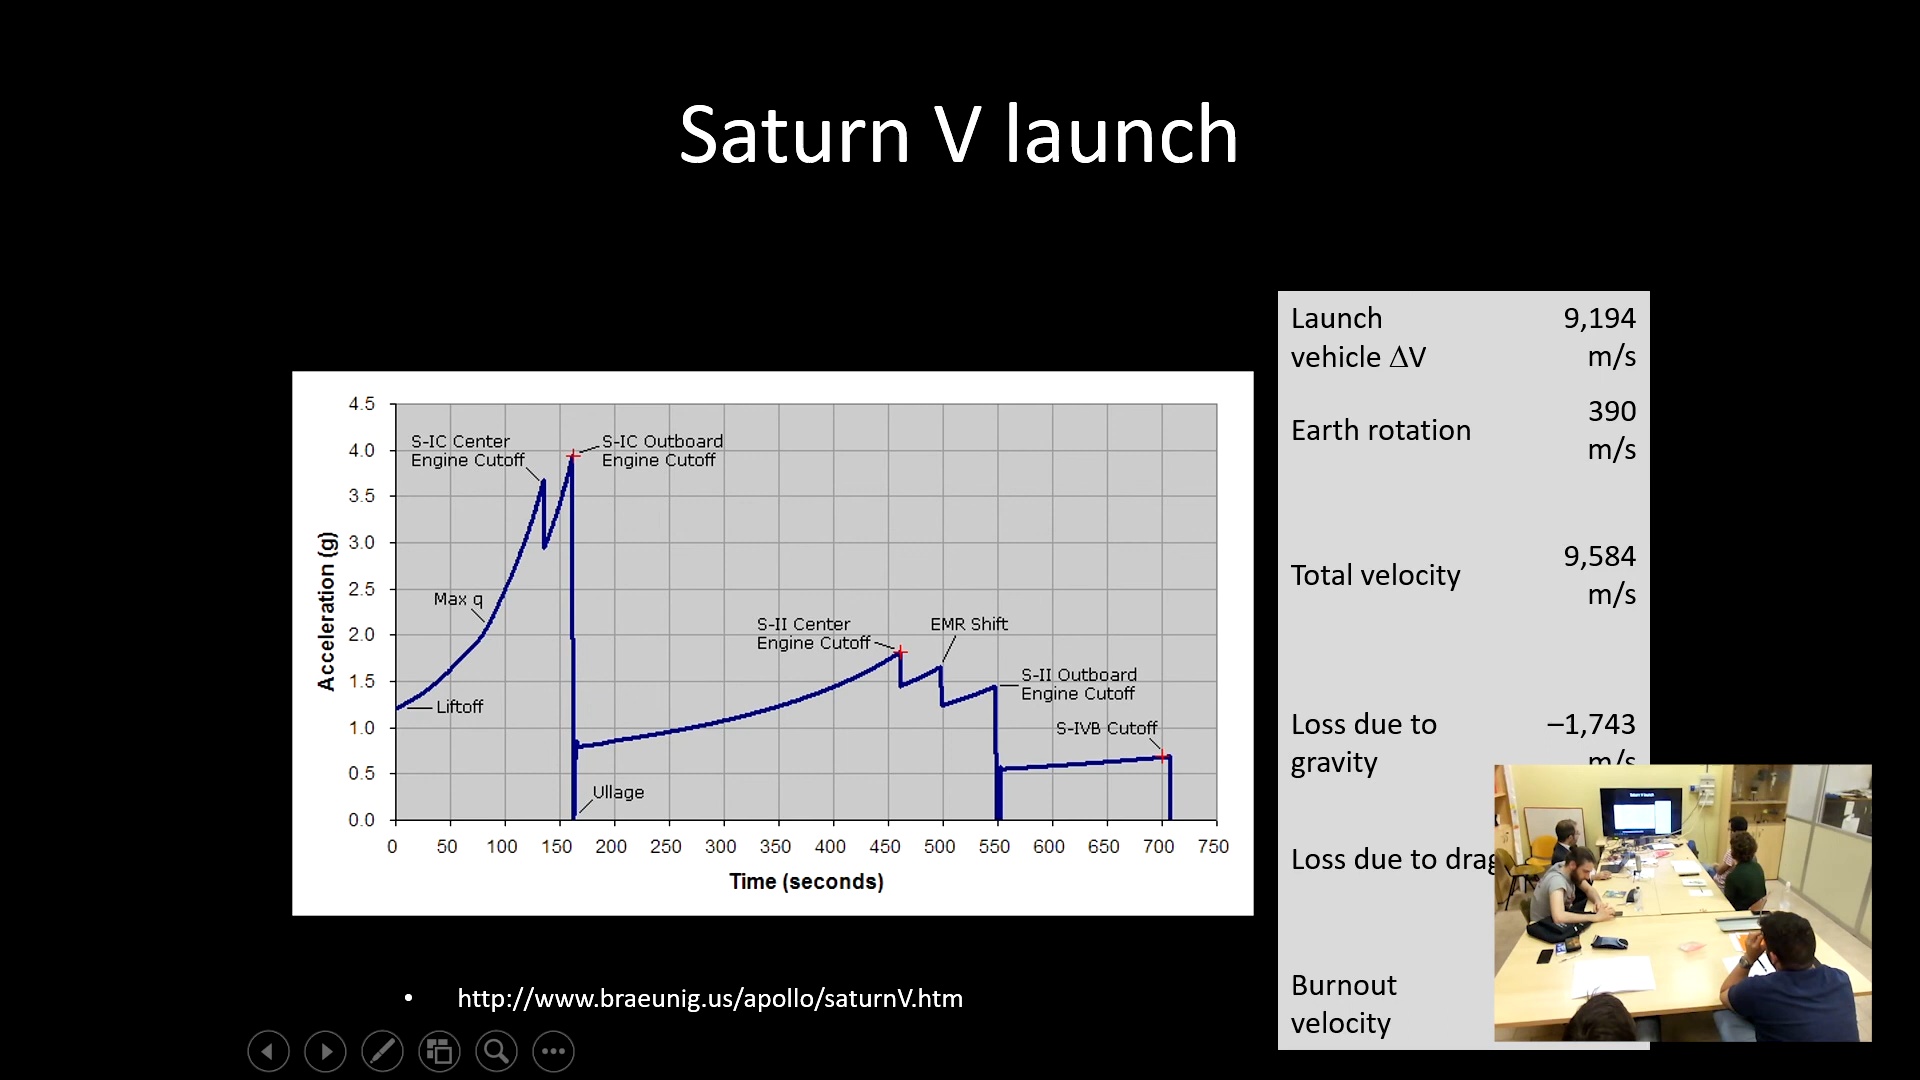 Saturn V launch
4.5
4.0
3.5
3.0
2.5
2.0
1.5
1.0
0.5
0.0
Acceleration (g)
S-IC Center
Engine Cutoff
S-IC Outboard
Engine Cutoff
Max q
Liftoff
Ullage
S-II Center
Engine Cutoff
EMR Shift
S-II Outboard
Engine Cutoff
S-IVB Cutoff
0 50 100 150 200 250 300 350 400 450 500 550 600 650 700 750
Time (seconds)
Launch 9,194
vehicle ΔV m/s
Earth rotation 390
m/s
Total velocity 9,584
m/s
Loss due to –1,743
gravity m/s
Loss due to drag
Burnout
velocity
• http://www.braeunig.us/apollo/saturnV.htm
Saturn V launch